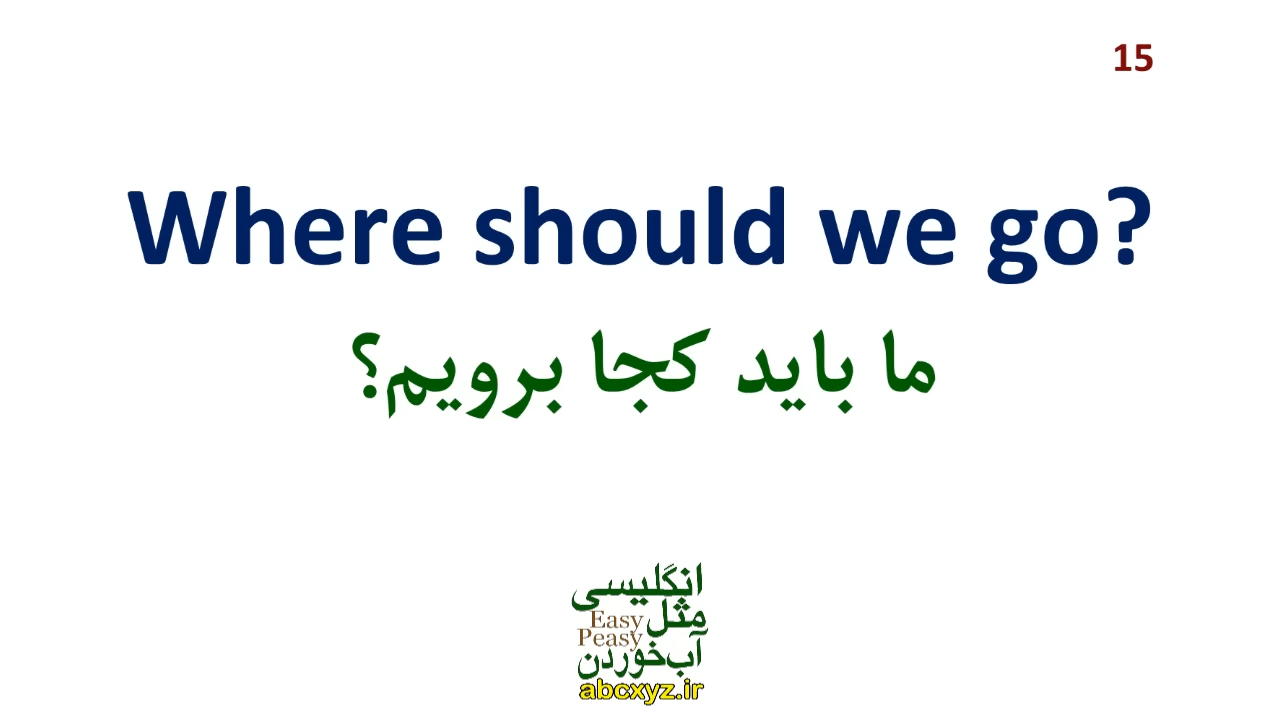 15
Where should we go?
ما باید کجا برویم؟
انگلیسی
مثل
Easy
Peasy
آب‌خوردن
abcxyz.ir